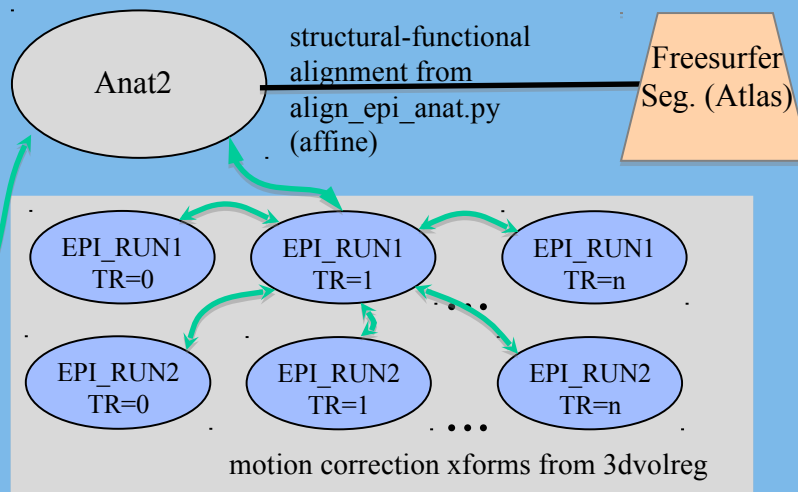 Anat2
structural-functional
alignment from
align_epi_anat.py
(affine)
Freesurfer
Seg. (Atlas)
EPI_RUN1
TR=0
EPI_RUN1
TR=1
EPI_RUN1
TR=n
...
EPI_RUN2
TR=0
EPI_RUN2
TR=1
EPI_RUN2
TR=n
...
motion correction xforms from 3dvolreg